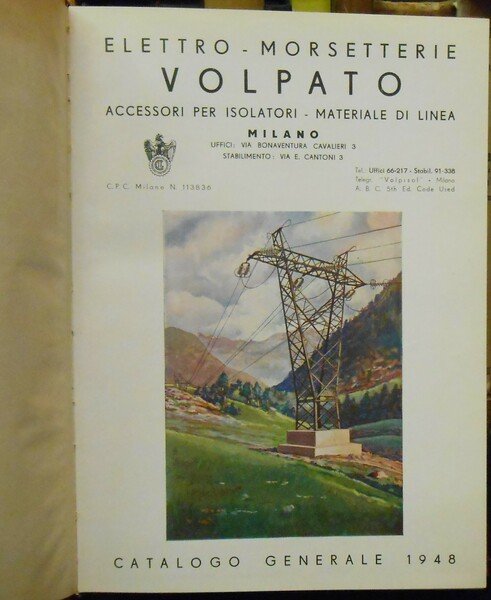 ELETTRO - MORSETTERIE
VOLPATO
ACCESSORI PER ISOLATORI - MATERIALE DI LINEA
MILANO
UFFICI: VIA BONAVENTURA CAVALIERI 3
STABILIMENTO: VIA E. CANTONI 3
C.P.C. Milano N. 113836
Tel.: Uffici 66-217 - Stabil. 91-338
Telegr. "Volpisol" - Milano
A. B. C. 5th Ed. Code Used
CATALOGO GENERALE 1948